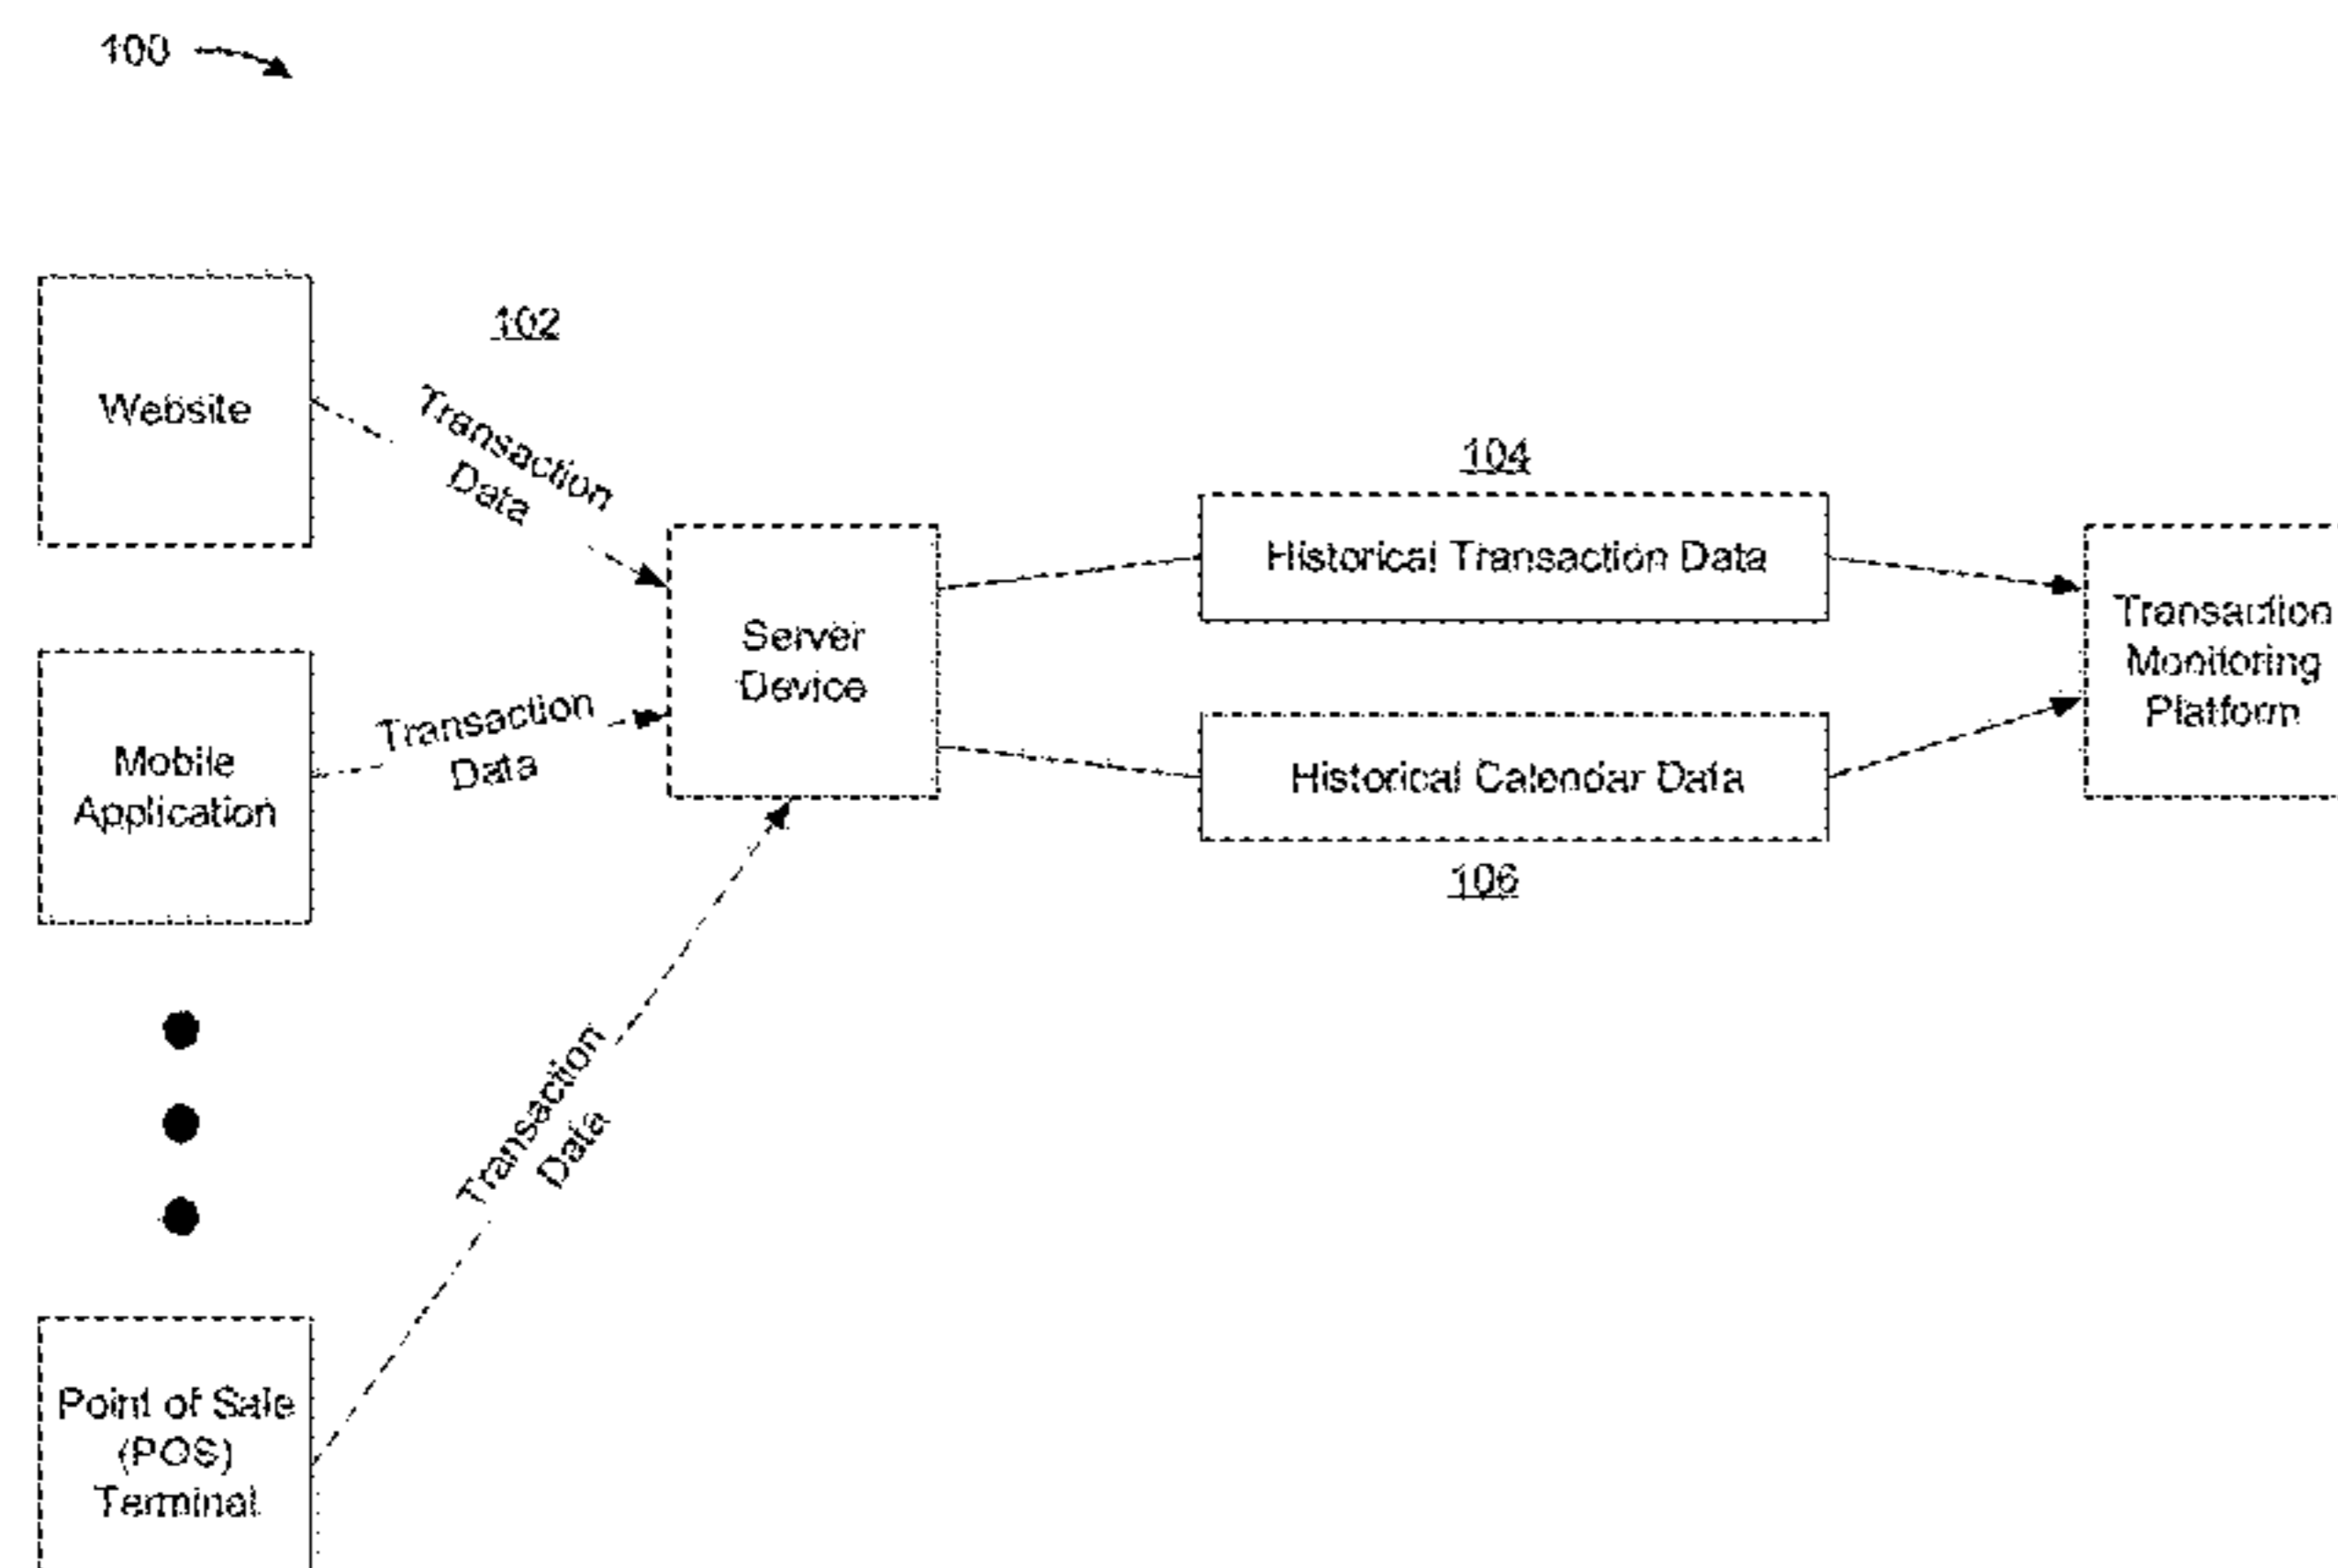 100
102
Website
Transaction
Data
104
Historical Transaction Data
Server
Device
Transaction
Monitoring
Platform
Mobile
Application
Transaction
Data
Historical Calendar Data
106
Transaction
Data
Point of Sale
(POS)
Terminal